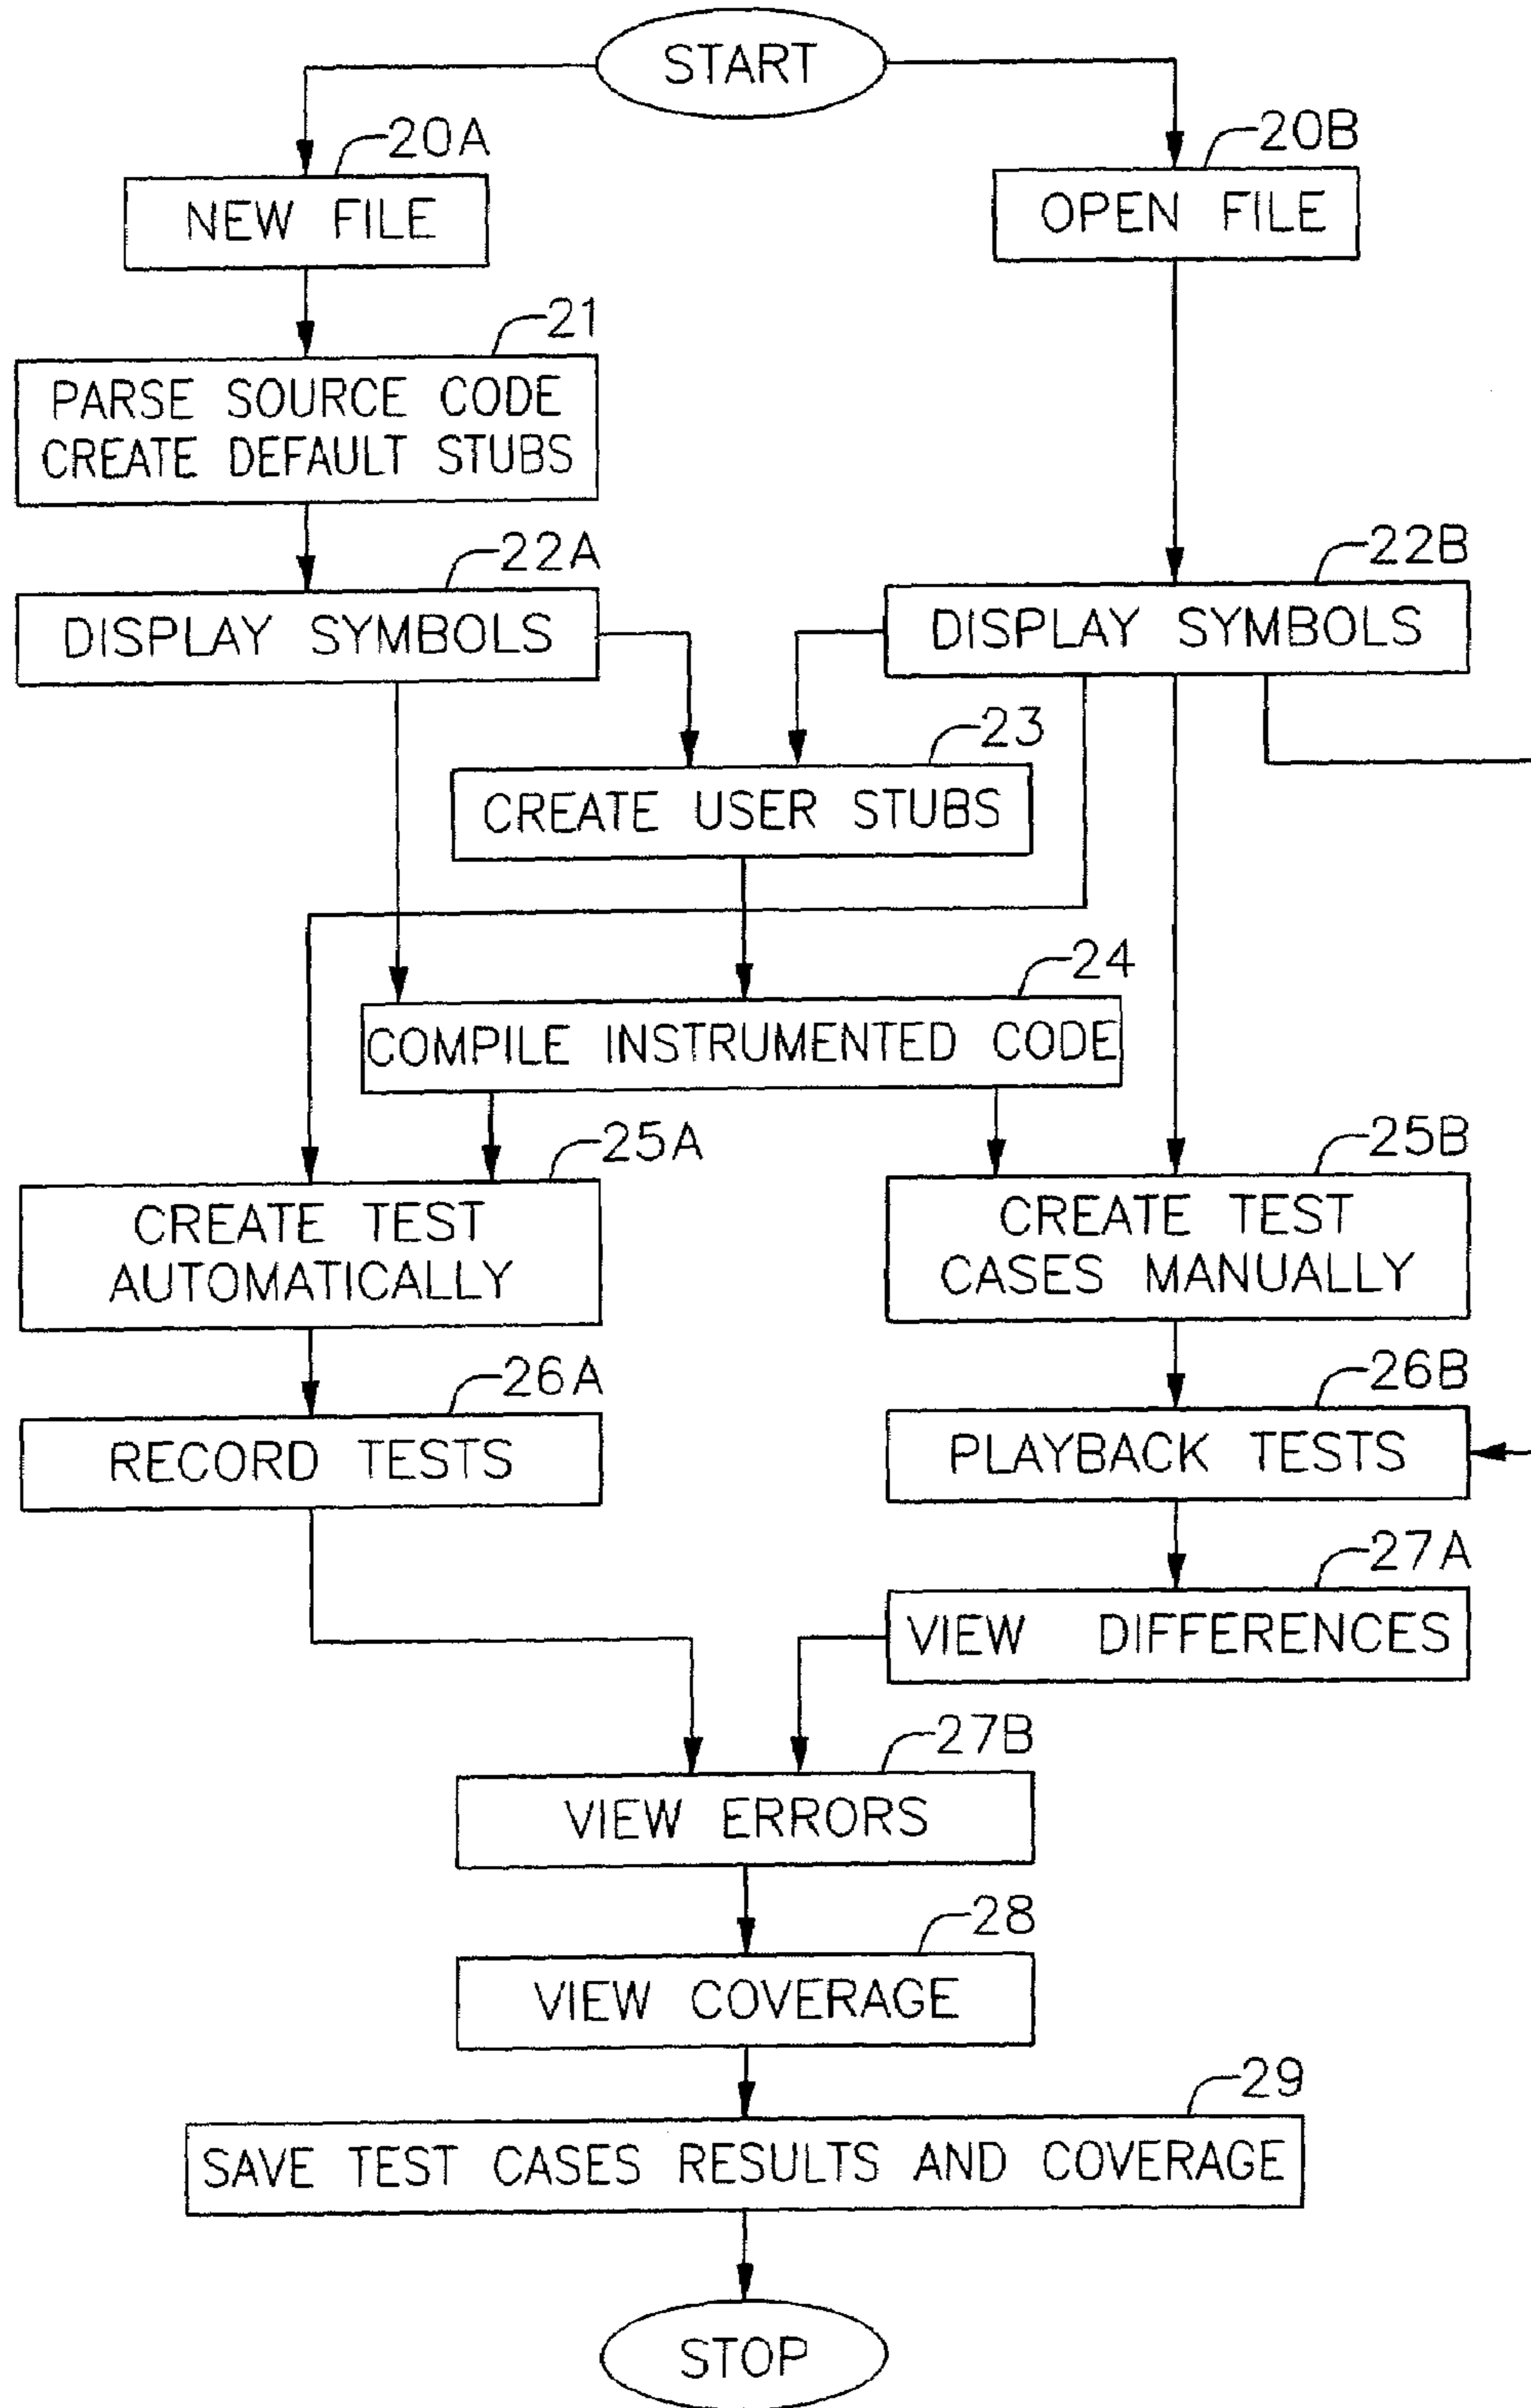 START
20A
20B
NEW FILE
OPEN FILE
21
PARSE SOURCE CODE
CREATE DEFAULT STUBS
22A
22B
DISPLAY SYMBOLS
DISPLAY SYMBOLS
23
CREATE USER STUBS
24
COMPILE INSTRUMENTED CODE
25A
25B
CREATE TEST
AUTOMATICALLY
CREATE TEST
CASES MANUALLY
26A
26B
RECORD TESTS
PLAYBACK TESTS
27A
VIEW DIFFERENCES
27B
VIEW ERRORS
28
VIEW COVERAGE
29
SAVE TEST CASES RESULTS AND COVERAGE
STOP